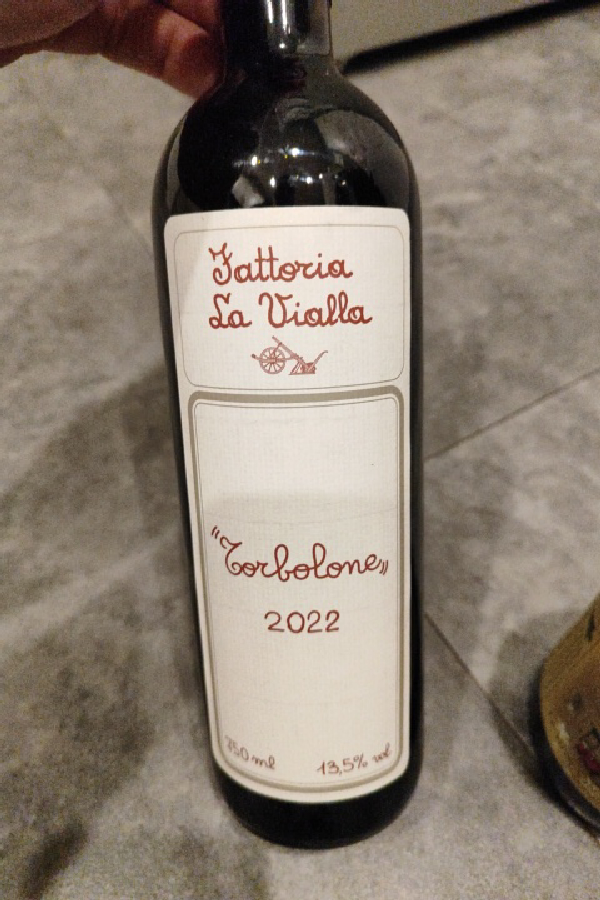 Fattoria
La Vialla
"Torbolone"
2022
750 ml 13,5% vol